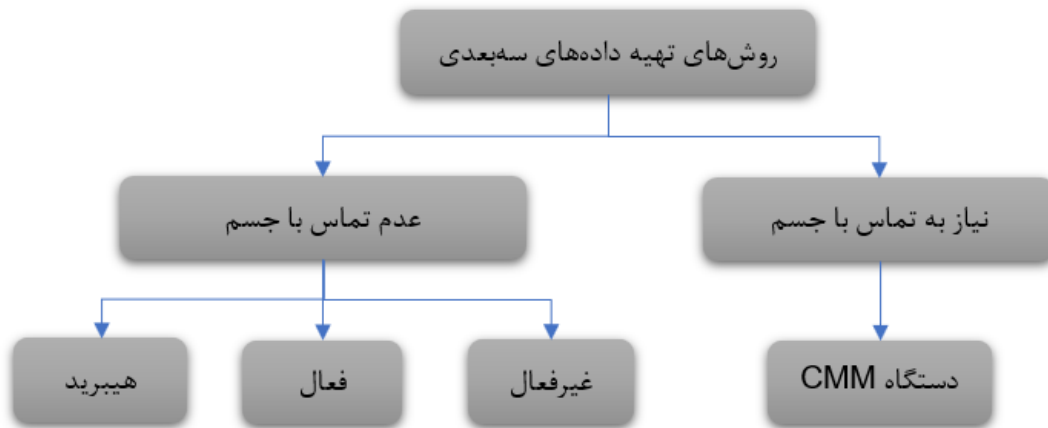 روش‌های تهیه داده‌های سه‌بعدی
نیاز به تماس با جسم
عدم تماس با جسم
دستگاه CMM
غیرفعال
فعال
هیبرید